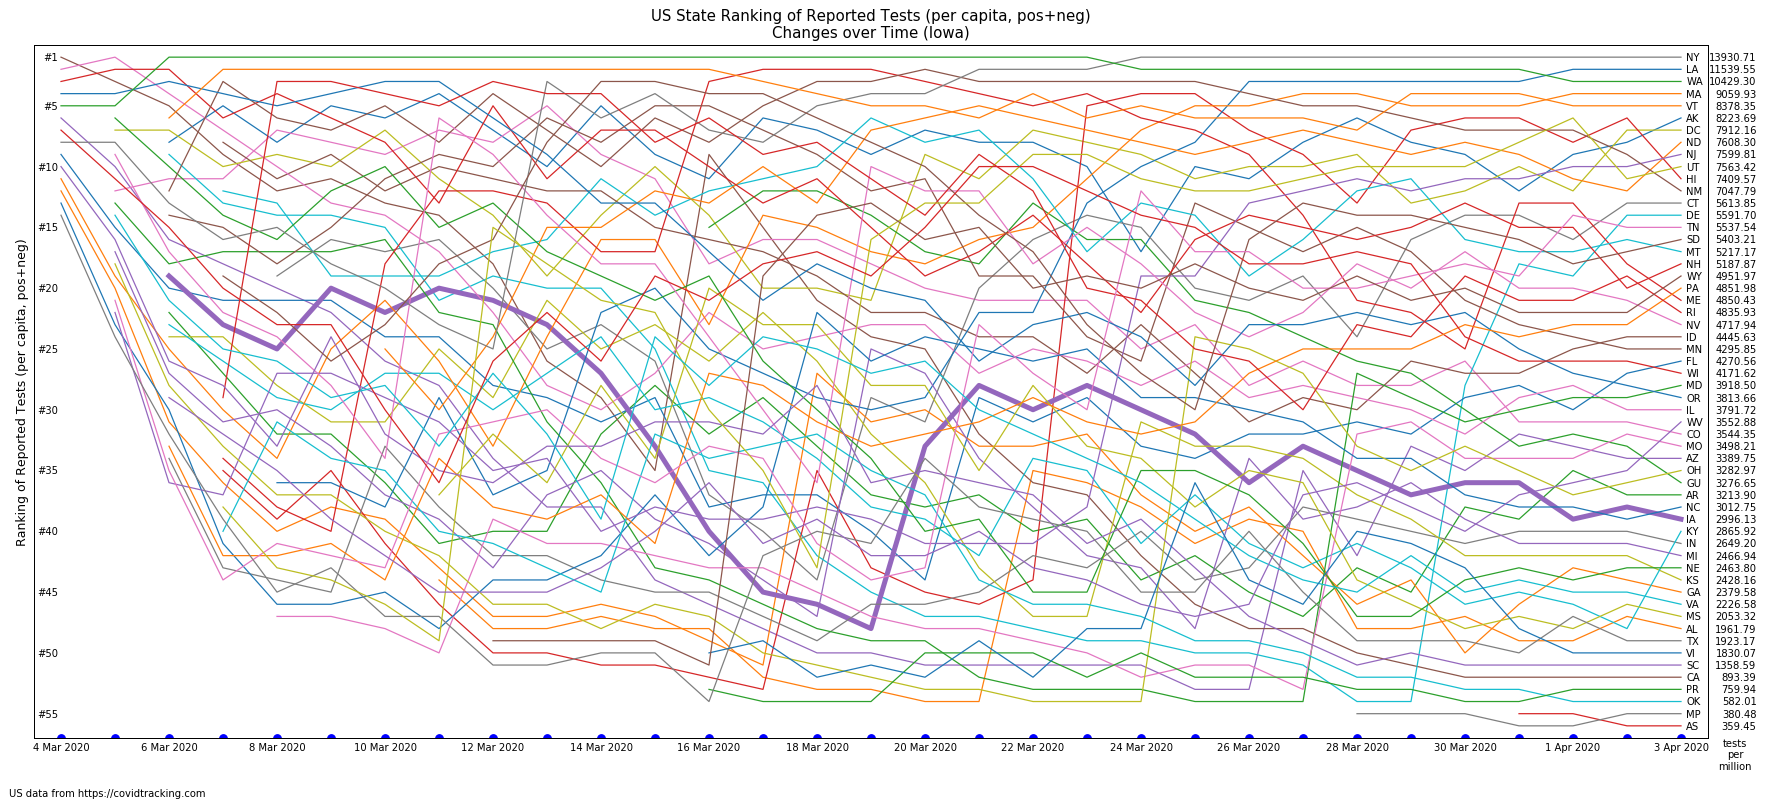 US State Ranking of Reported Tests (per capita, pos+neg)
Changes over Time (Iowa)
Ranking of Reported Tests (per capita, pos+neg)
#1
#5
#10
#15
#20
#25
#30
#35
#40
#45
#50
#55
NY 13930.71
LA 11539.55
WA 10429.30
MA 9059.93
VT 8378.35
AK 8223.69
DC 7912.16
ND 7608.30
NJ 7599.81
UT 7563.42
HI 7409.57
NM 7047.79
CT 5613.85
DE 5591.70
TN 5537.54
SD 5403.21
MT 5217.17
NH 5187.87
WY 4951.97
PA 4851.98
ME 4850.43
RI 4835.93
NV 4717.94
ID 4445.63
MN 4295.85
FL 4270.56
WI 4171.62
MD 3918.50
OR 3813.66
IL 3791.72
WV 3552.88
CO 3544.35
MO 3498.21
AZ 3389.75
OH 3282.97
GU 3276.65
AR 3213.90
NC 3012.75
IA 2996.13
KY 2865.92
IN 2649.20
MI 2466.94
NE 2463.80
KS 2428.16
GA 2379.58
VA 2226.58
MS 2053.32
AL 1961.79
TX 1923.17
VI 1830.07
SC 1358.59
CA 893.39
PR 759.94
OK 582.01
MP 380.48
AS 359.45
4 Mar 2020 6 Mar 2020 8 Mar 2020 10 Mar 2020 12 Mar 2020 14 Mar 2020 16 Mar 2020 18 Mar 2020 20 Mar 2020 22 Mar 2020 24 Mar 2020 26 Mar 2020 28 Mar 2020 30 Mar 2020 1 Apr 2020 3 Apr 2020
tests
per
million
US data from https://covidtracking.com